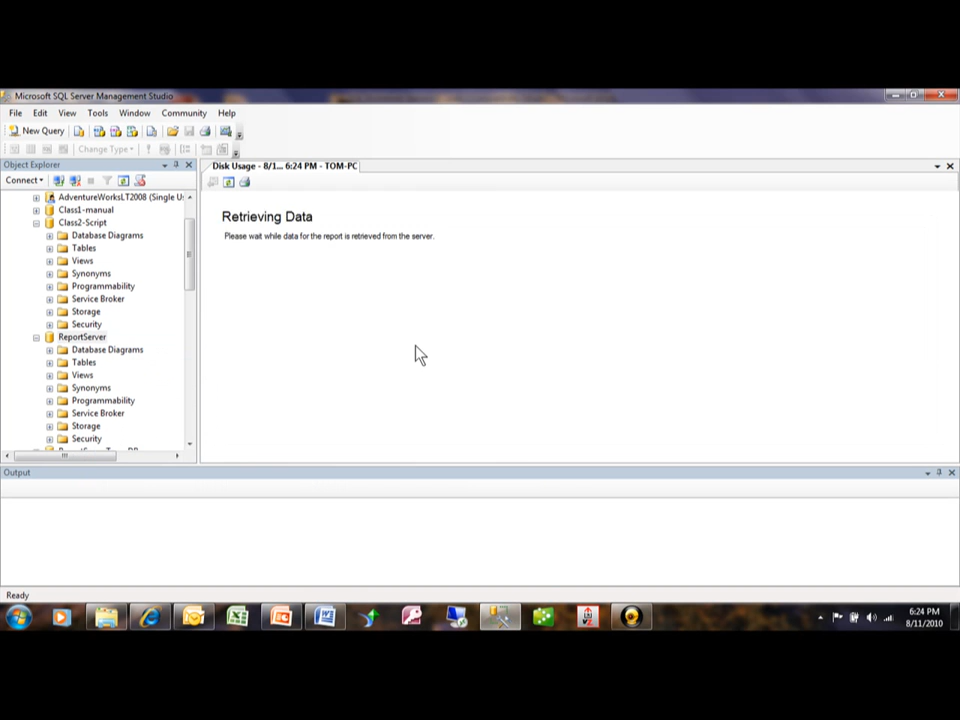 Microsoft SQL Server Management Studio
File Edit View Tools Window Community Help
New Query
Change Type
Object Explorer
Disk Usage - 8/1... 6:24 PM - TOM-PC
Connect
AdventureWorksLT2008 (Single U
Class1-manual
Class2-Script
Database Diagrams
Tables
Views
Synonyms
Programmability
Service Broker
Storage
Security
ReportServer
Database Diagrams
Tables
Views
Synonyms
Programmability
Service Broker
Storage
Security
Retrieving Data
Please wait while data for the report is retrieved from the server.
Output
Ready
6:24 PM
8/11/2010